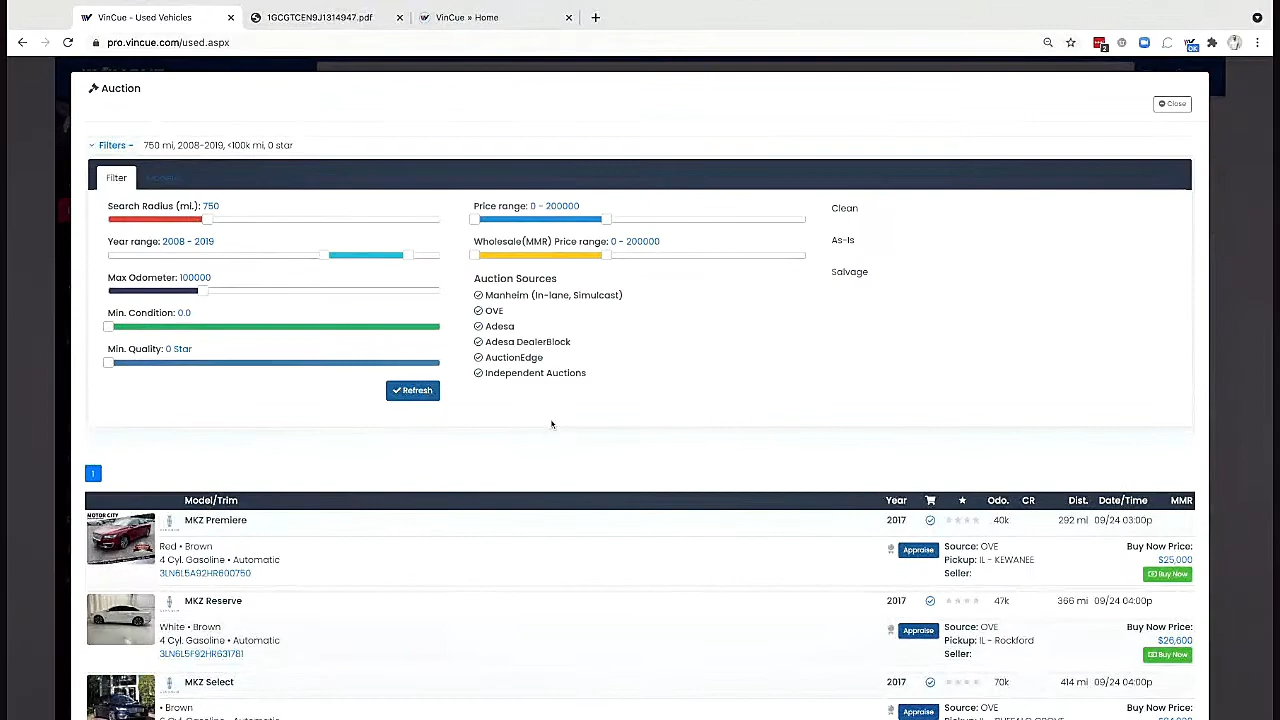 VinCue - Used Vehicles
1GCGTCEN9J1314947.pdf
VinCue » Home
pro.vincue.com/used.aspx
Auction
Close
Filters - 750 mi, 2008-2019, <100k mi, 0 star
Filter
Search Radius (mi.): 750
Price range: 0 - 200000
Clean
Year range: 2008 - 2019
Wholesale(MMR) Price range: 0 - 200000
As-Is
Max Odometer: 100000
Auction Sources
Salvage
Manheim (In-lane, Simulcast)
Min. Condition: 0.0
OVE
Adesa
Min. Quality: 0 Star
Adesa DealerBlock
AuctionEdge
Independent Auctions
Refresh
1
Model/Trim Year Odo. CR Dist. Date/Time MMR
MOTOR CITY
MKZ Premiere 2017 40k 292 mi 09/24 03:00p
Red • Brown Appraise Source: OVE Buy Now Price:
4 Cyl. Gasoline • Automatic Pickup: IL - KEWANEE $25,000
3LN6L5A92HR600750 Seller: Buy Now
MKZ Reserve 2017 47k 366 mi 09/24 04:00p
White • Brown Appraise Source: OVE Buy Now Price:
4 Cyl. Gasoline • Automatic Pickup: IL - Rockford $26,600
3LN6L5F92HR631781 Seller: Buy Now
MKZ Select 2017 70k 414 mi 09/24 04:00p
• Brown Appraise Source: OVE Buy Now Price: